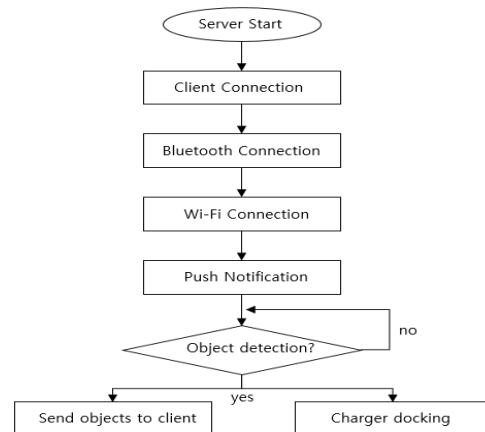 Server Start
Client Connection
Bluetooth Connection
Wi-Fi Connection
Push Notification
Object detection?
no
yes
Send objects to client
Charger docking